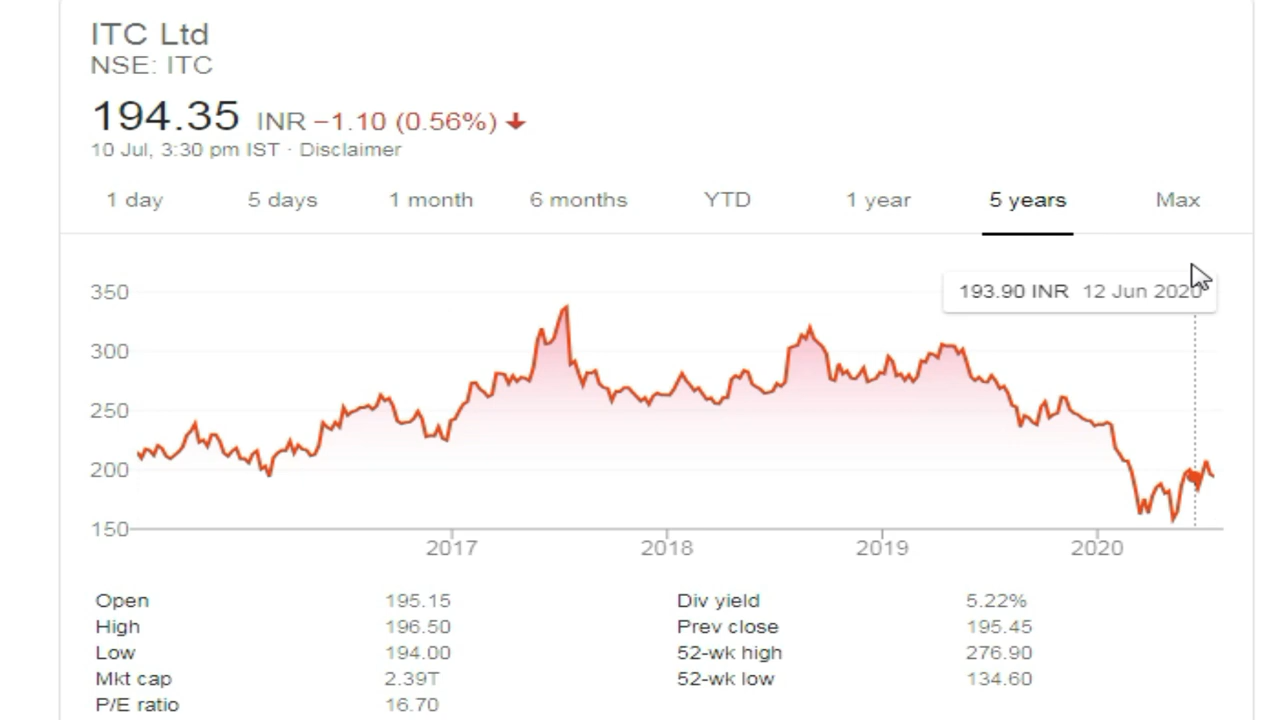 ITC Ltd
NSE: ITC
194.35 INR −1.10 (0.56%) ↓
10 Jul, 3:30 pm IST · Disclaimer
1 day 5 days 1 month 6 months YTD 1 year 5 years Max
193.90 INR 12 Jun 2020
350
300
250
200
150
2017 2018 2019 2020
Open 195.15 Div yield 5.22%
High 196.50 Prev close 195.45
Low 194.00 52-wk high 276.90
Mkt cap 2.39T 52-wk low 134.60
P/E ratio 16.70